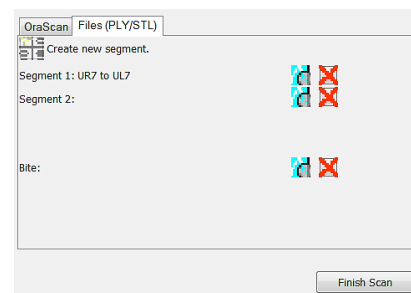 OraScan Files (PLY/STL)
Create new segment.
Segment 1: UR7 to UL7
Segment 2:
Bite:
Finish Scan